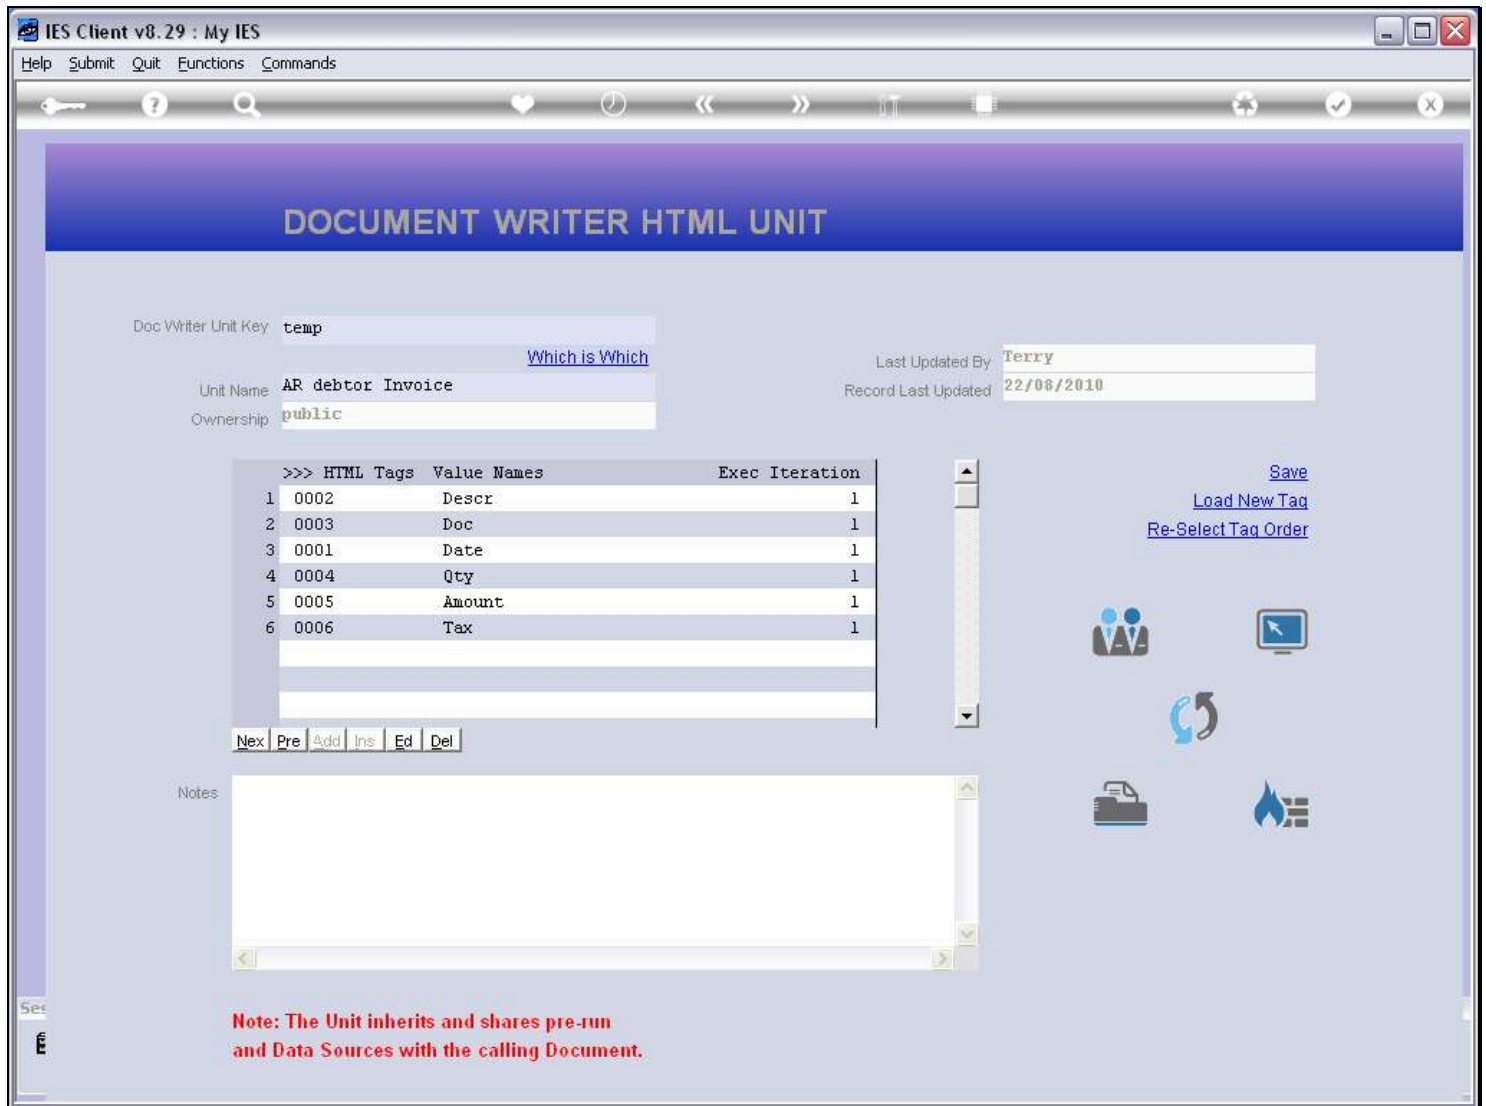 IES Client v8.29 : My IES
Help Submit Quit Functions Commands
DOCUMENT WRITER HTML UNIT
Doc Writer Unit Key temp
Which is Which
Last Updated By Terry
Unit Name AR debtor Invoice
Record Last Updated 22/08/2010
Ownership public
>>> HTML Tags Value Names Exec Iteration
1 0002 Descr 1
2 0003 Doc 1
3 0001 Date 1
4 0004 Qty 1
5 0005 Amount 1
6 0006 Tax 1
Save
Load New Tag
Re-Select Tag Order
Nex Pre Add Ins Ed Del
Notes
Note: The Unit inherits and shares pre-run
and Data Sources with the calling Document.